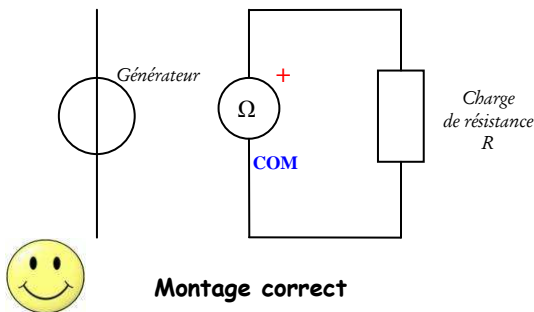 Générateur
+
Ω
COM
Charge
de résistance
R
Montage correct